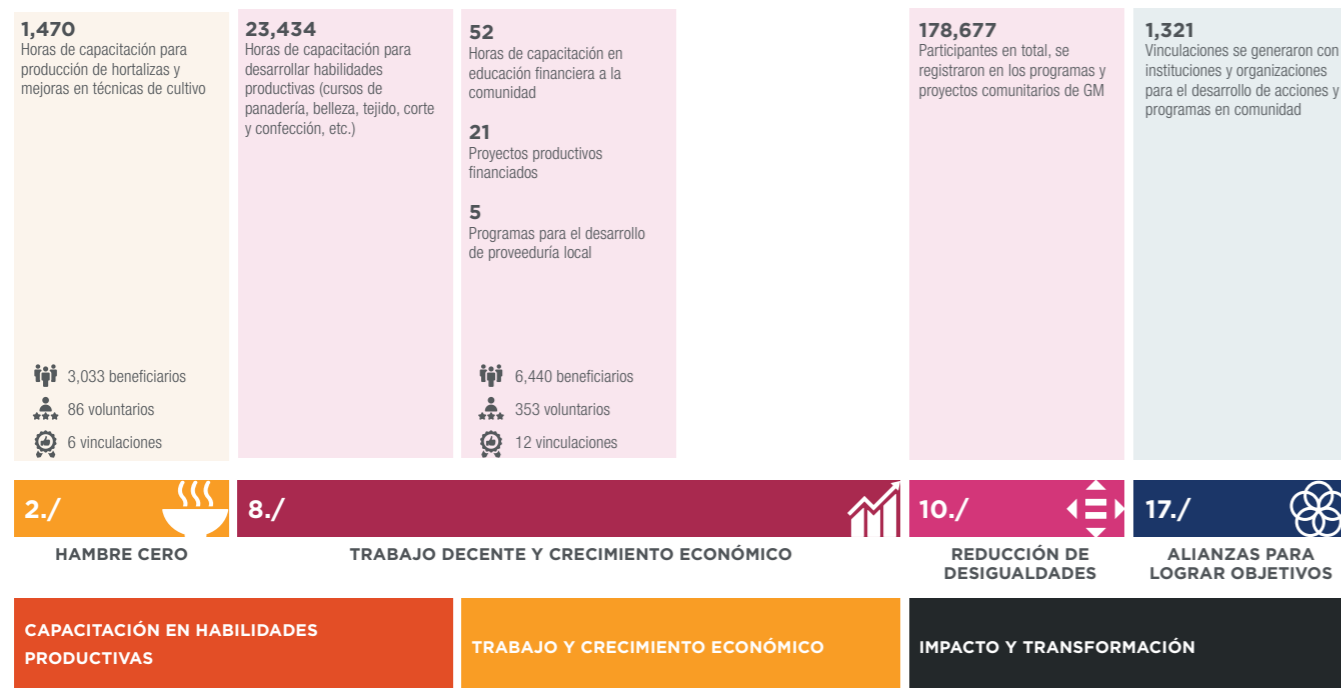 1,470
Horas de capacitación para
producción de hortalizas y
mejoras en técnicas de cultivo
3,033 beneficiarios
86 voluntarios
6 vinculaciones
23,434
Horas de capacitación para
desarrollar habilidades
productivas (cursos de
panadería, belleza, tejido, corte
y confección, etc.)
52
Horas de capacitación en
educación financiera a la
comunidad
21
Proyectos productivos
financiados
5
Programas para el desarrollo
de proveeduría local
6,440 beneficiarios
353 voluntarios
12 vinculaciones
178,677
Participantes en total, se
registraron en los programas y
proyectos comunitarios de GM
1,321
Vinculaciones se generaron con
instituciones y organizaciones
para el desarrollo de acciones y
programas en comunidad
2./
HAMBRE CERO
8./
TRABAJO DECENTE Y CRECIMIENTO ECONÓMICO
10./
REDUCCIÓN DE
DESIGUALDADES
17./
ALIANZAS PARA
LOGRAR OBJETIVOS
CAPACITACIÓN EN HABILIDADES
PRODUCTIVAS
TRABAJO Y CRECIMIENTO ECONÓMICO
IMPACTO Y TRANSFORMACIÓN